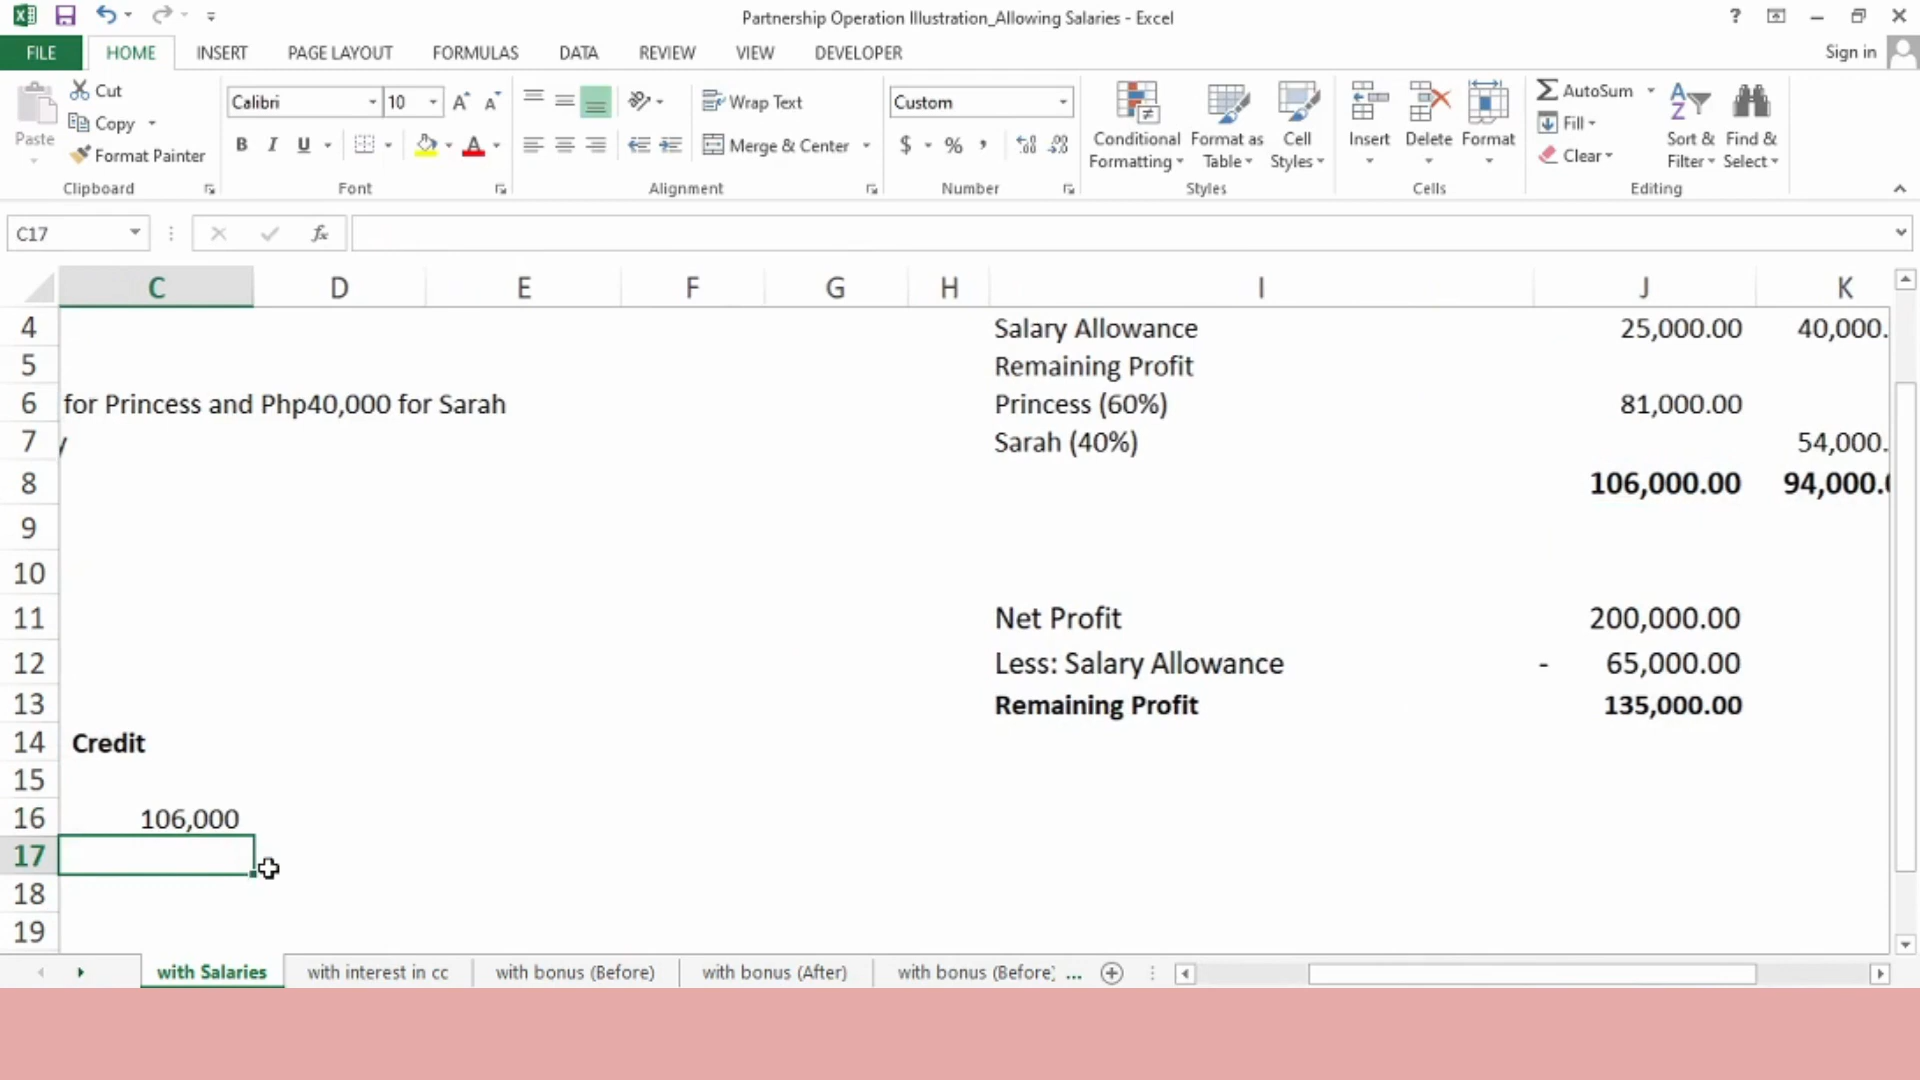 Partnership Operation Illustration_Allowing Salaries - Excel
?
FILE HOME INSERT PAGE LAYOUT FORMULAS DATA REVIEW VIEW DEVELOPER Sign in
Paste
Cut
Copy
Format Painter
Clipboard
Calibri 10
B I U
Font
Wrap Text
Merge & Center
Alignment
Custom
$ % ,
Number
Conditional Formatting
Format as Table
Cell Styles
Styles
Insert
Delete
Format
Cells
AutoSum
Fill
Clear
Sort & Filter
Find & Select
Editing
C17 fx
C D E F G H I J K
4 Salary Allowance 25,000.00 40,000.
5 Remaining Profit
6 for Princess and Php40,000 for Sarah Princess (60%) 81,000.00
7 y Sarah (40%) 54,000.
8 106,000.00 94,000.
9
10
11 Net Profit 200,000.00
12 Less: Salary Allowance - 65,000.00
13 Remaining Profit 135,000.00
14 Credit
15
16 106,000
17
18
19
with Salaries with interest in cc with bonus (Before) with bonus (After) with bonus (Before) ...